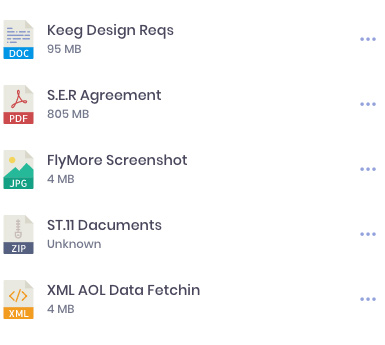 Keeg Design Reqs
95 MB
DOC
S.E.R Agreement
805 MB
PDF
FlyMore Screenshot
4 MB
JPG
ST.11 Dacuments
Unknown
ZIP
XML AOL Data Fetchin
4 MB
XML